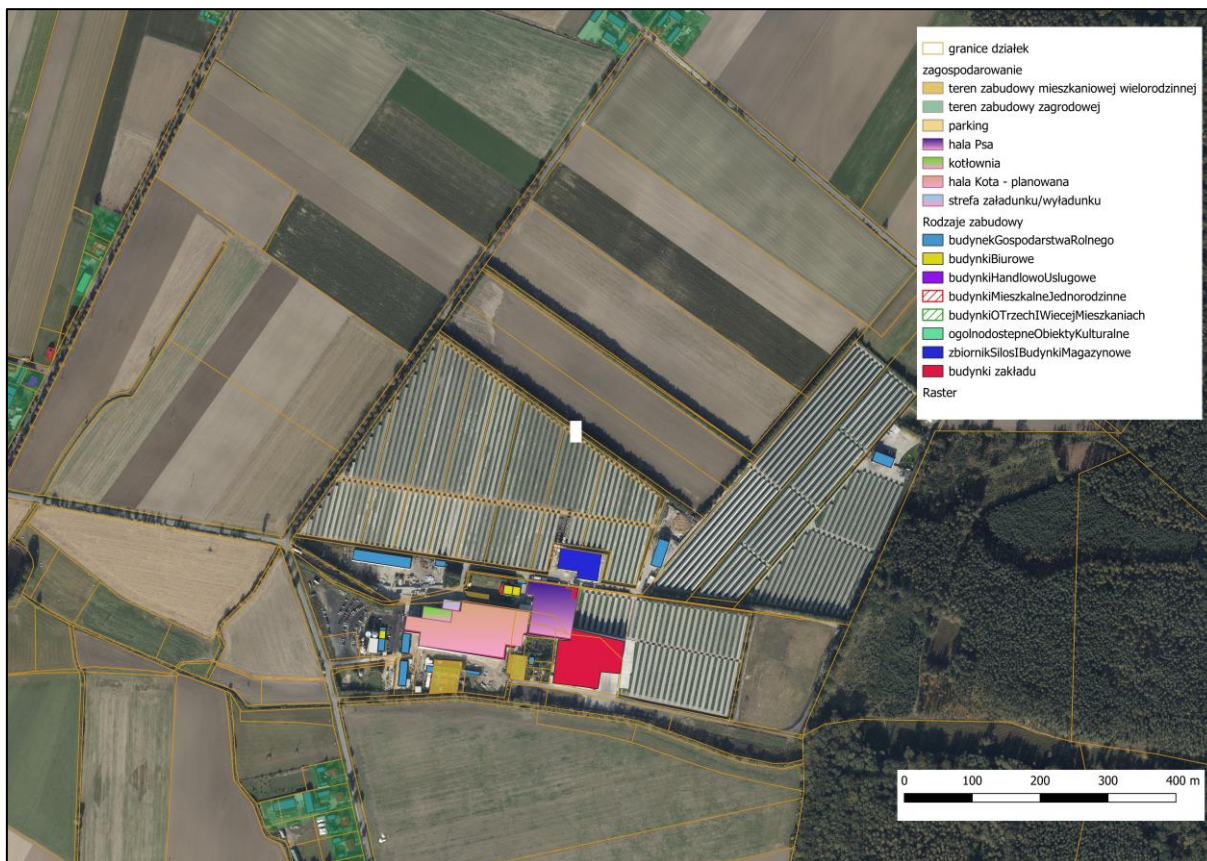 granice działek
zagospodarowanie
teren zabudowy mieszkaniowej wielorodzinnej
teren zabudowy zagrodowej
parking
hala Psa
kotłownia
hala Kota - planowana
strefa załadunku/wyładunku
Rodzaje zabudowy
budynekGospodarstwaRolnego
budynkiBiurowe
budynkiHandlowoUslugowe
budynkiMieszkalneJednorodzinne
budynkiOTrzechIWiecejMieszkaniach
ogolnodostepneObiektyKulturalne
zbiornikSilosIBudynkiMagazynowe
budynki zakładu
Raster
0 100 200 300 400 m